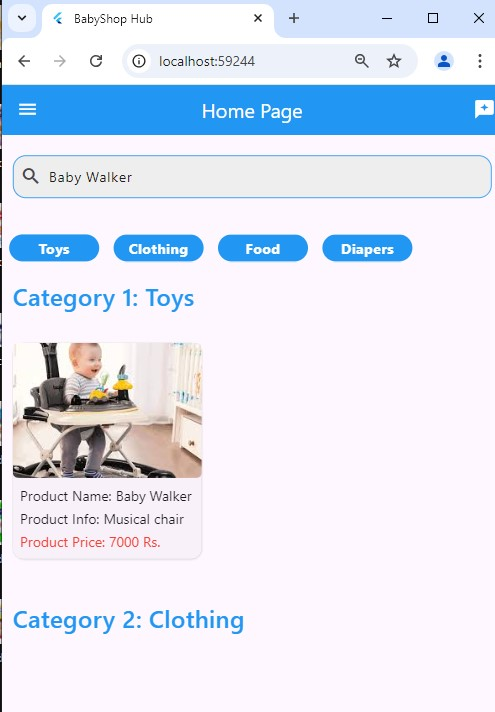 BabyShop Hub
localhost:59244
Home Page
Baby Walker
Toys Clothing Food Diapers
Category 1: Toys
Product Name: Baby Walker
Product Info: Musical chair
Product Price: 7000 Rs.
Category 2: Clothing